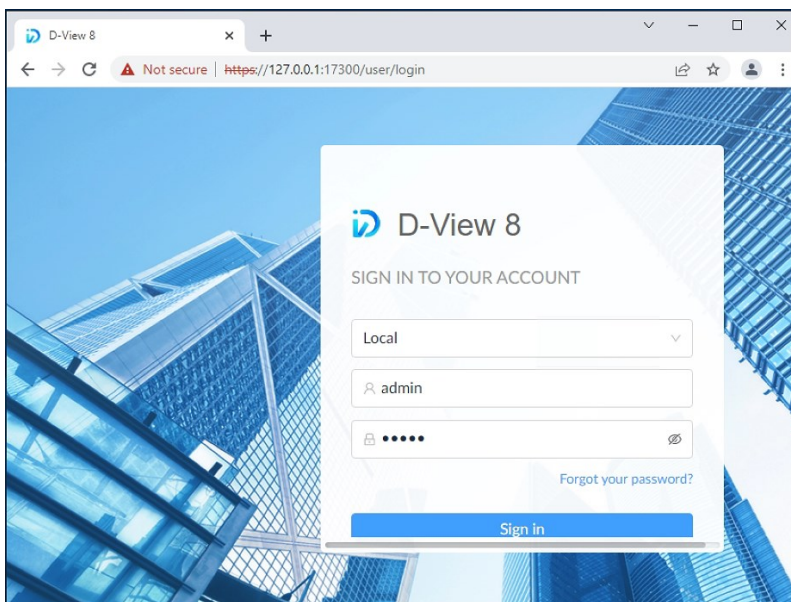 D-View 8
Not secure | https://127.0.0.1:17300/user/login
D-View 8
SIGN IN TO YOUR ACCOUNT
Local
admin
•••••
Forgot your password?
Sign in